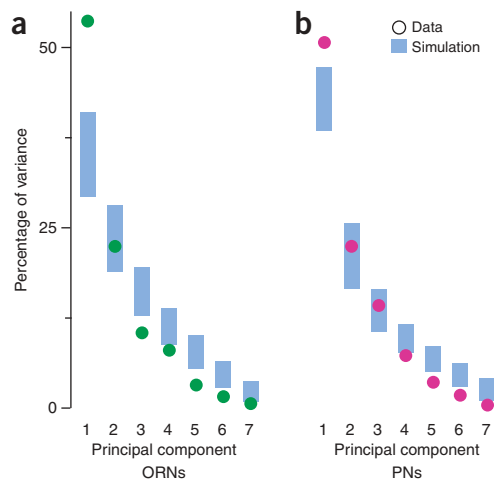 a
50
25
0
Percentage of variance
1 2 3 4 5 6 7
Principal component
ORNs
b
Data
Simulation
1 2 3 4 5 6 7
Principal component
PNs